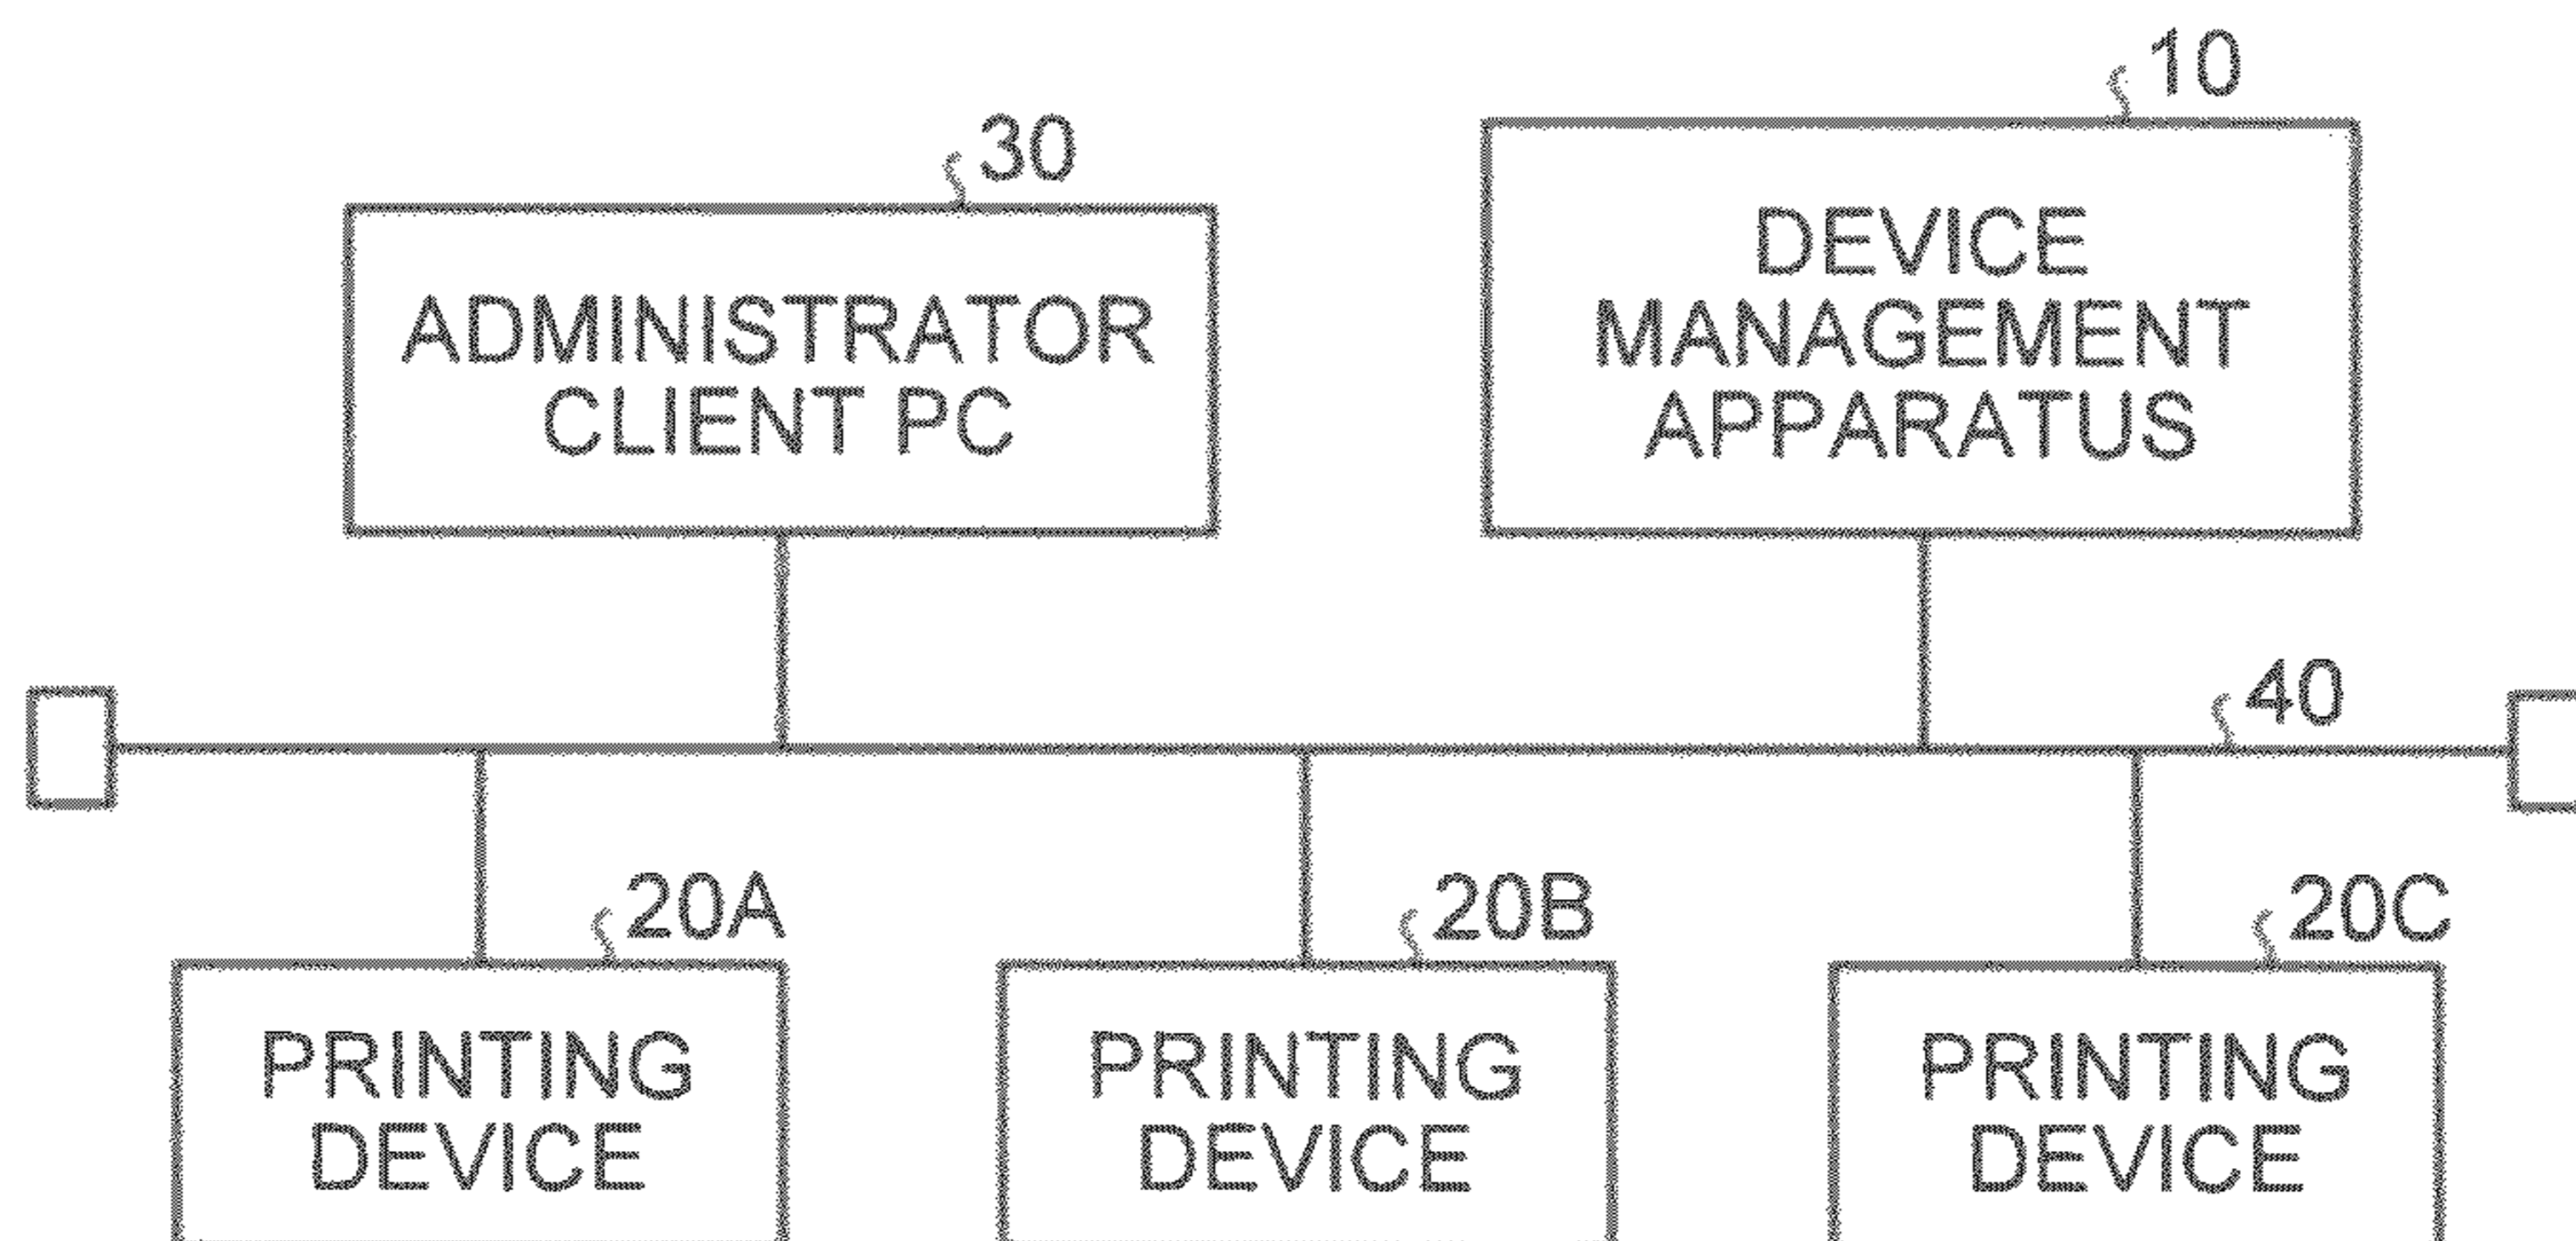 10
30
DEVICE
MANAGEMENT
APPARATUS
ADMINISTRATOR
CLIENT PC
40
20A
20B
20C
PRINTING
DEVICE
PRINTING
DEVICE
PRINTING
DEVICE